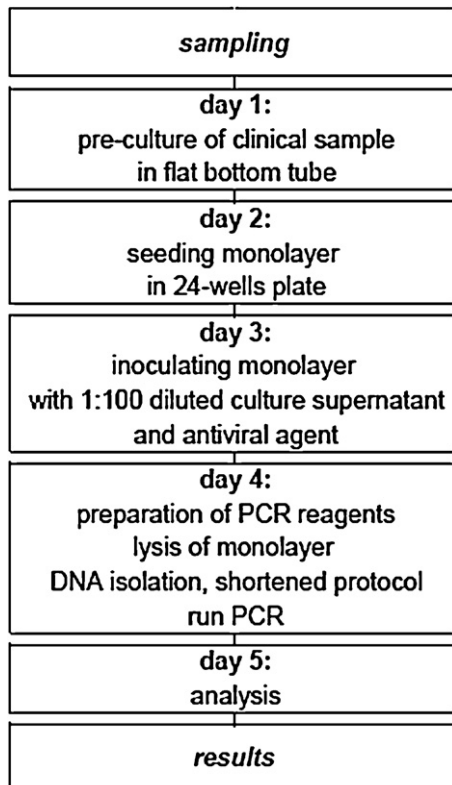 sampling
day 1:
pre-culture of clinical sample
in flat bottom tube
day 2:
seeding monolayer
in 24-wells plate
day 3:
inoculating monolayer
with 1:100 diluted culture supernatant
and antiviral agent
day 4:
preparation of PCR reagents
lysis of monolayer
DNA isolation, shortened protocol
run PCR
day 5:
analysis
results